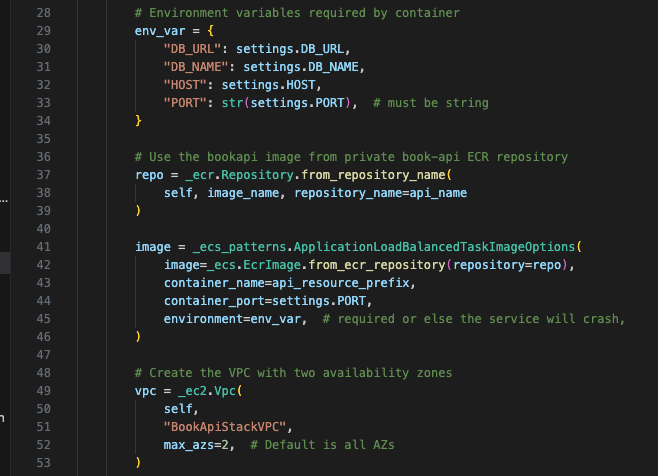 28 # Environment variables required by container
29 env_var = {
30 "DB_URL": settings.DB_URL,
31 "DB_NAME": settings.DB_NAME,
32 "HOST": settings.HOST,
33 "PORT": str(settings.PORT),  # must be string
34 }
35
36 # Use the bookapi image from private book-api ECR repository
37 repo = _ecr.Repository.from_repository_name(
38 self, image_name, repository_name=api_name
39 )
40
41 image = _ecs_patterns.ApplicationLoadBalancedTaskImageOptions(
42 image=_ecs.EcrImage.from_ecr_repository(repository=repo),
43 container_name=api_resource_prefix,
44 container_port=settings.PORT,
45 environment=env_var,  # required or else the service will crash,
46 )
47
48 # Create the VPC with two availability zones
49 vpc = _ec2.Vpc(
50 self,
51 "BookApiStackVPC",
52 max_azs=2,  # Default is all AZs
53 )